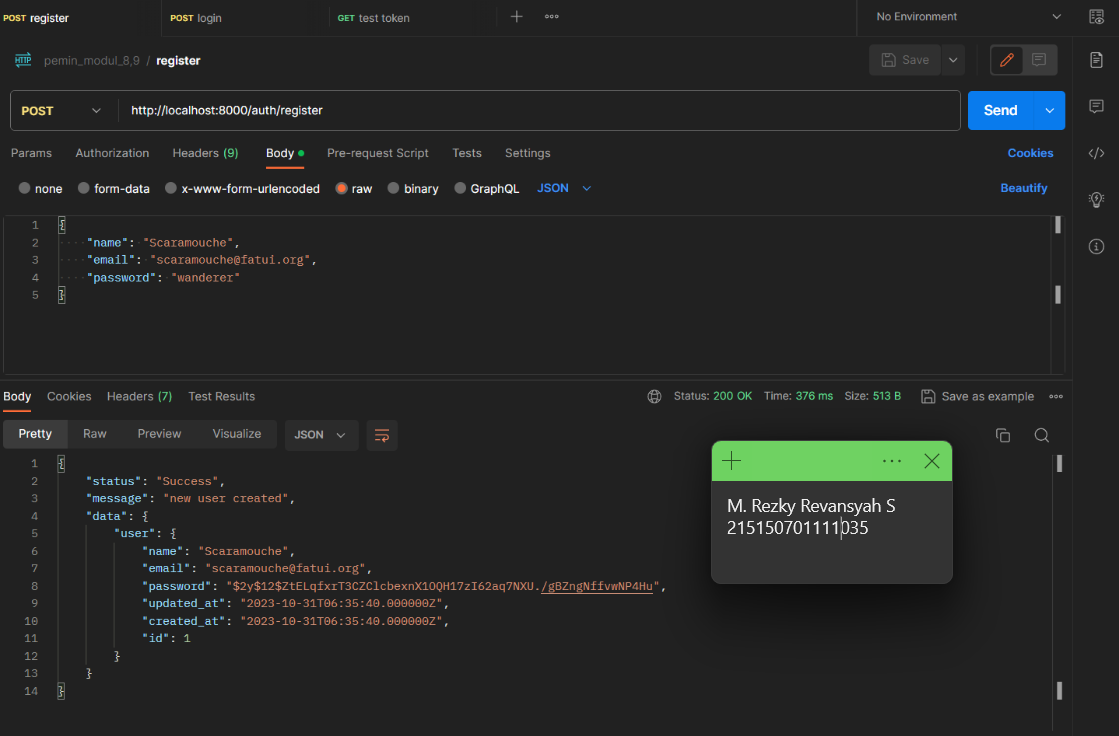 POST register POST login GET test token No Environment
HTTP pemin_modul_8,9 / register Save
POST http://localhost:8000/auth/register Send
Params Authorization Headers (9) Body Pre-request Script Tests Settings Cookies
none form-data x-www-form-urlencoded raw binary GraphQL JSON Beautify
1 {
2 "name": "Scaramouche",
3 "email": "scaramouche@fatui.org",
4 "password": "wanderer"
5 }
Body Cookies Headers (7) Test Results Status: 200 OK Time: 376 ms Size: 513 B Save as example
Pretty Raw Preview Visualize JSON
1 {
2 "status": "Success",
3 "message": "new user created",
4 "data": {
5 "user": {
6 "name": "Scaramouche",
7 "email": "scaramouche@fatui.org",
8 "password": "$2y$12$ZtELqfxrT3CZClcbexnX1OQH17zI62aq7NXU./gBZngNffvwNP4Hu",
9 "updated_at": "2023-10-31T06:35:40.000000Z",
10 "created_at": "2023-10-31T06:35:40.000000Z",
11 "id": 1
12 }
13 }
14 }
M. Rezky Revansyah S
215150701111035